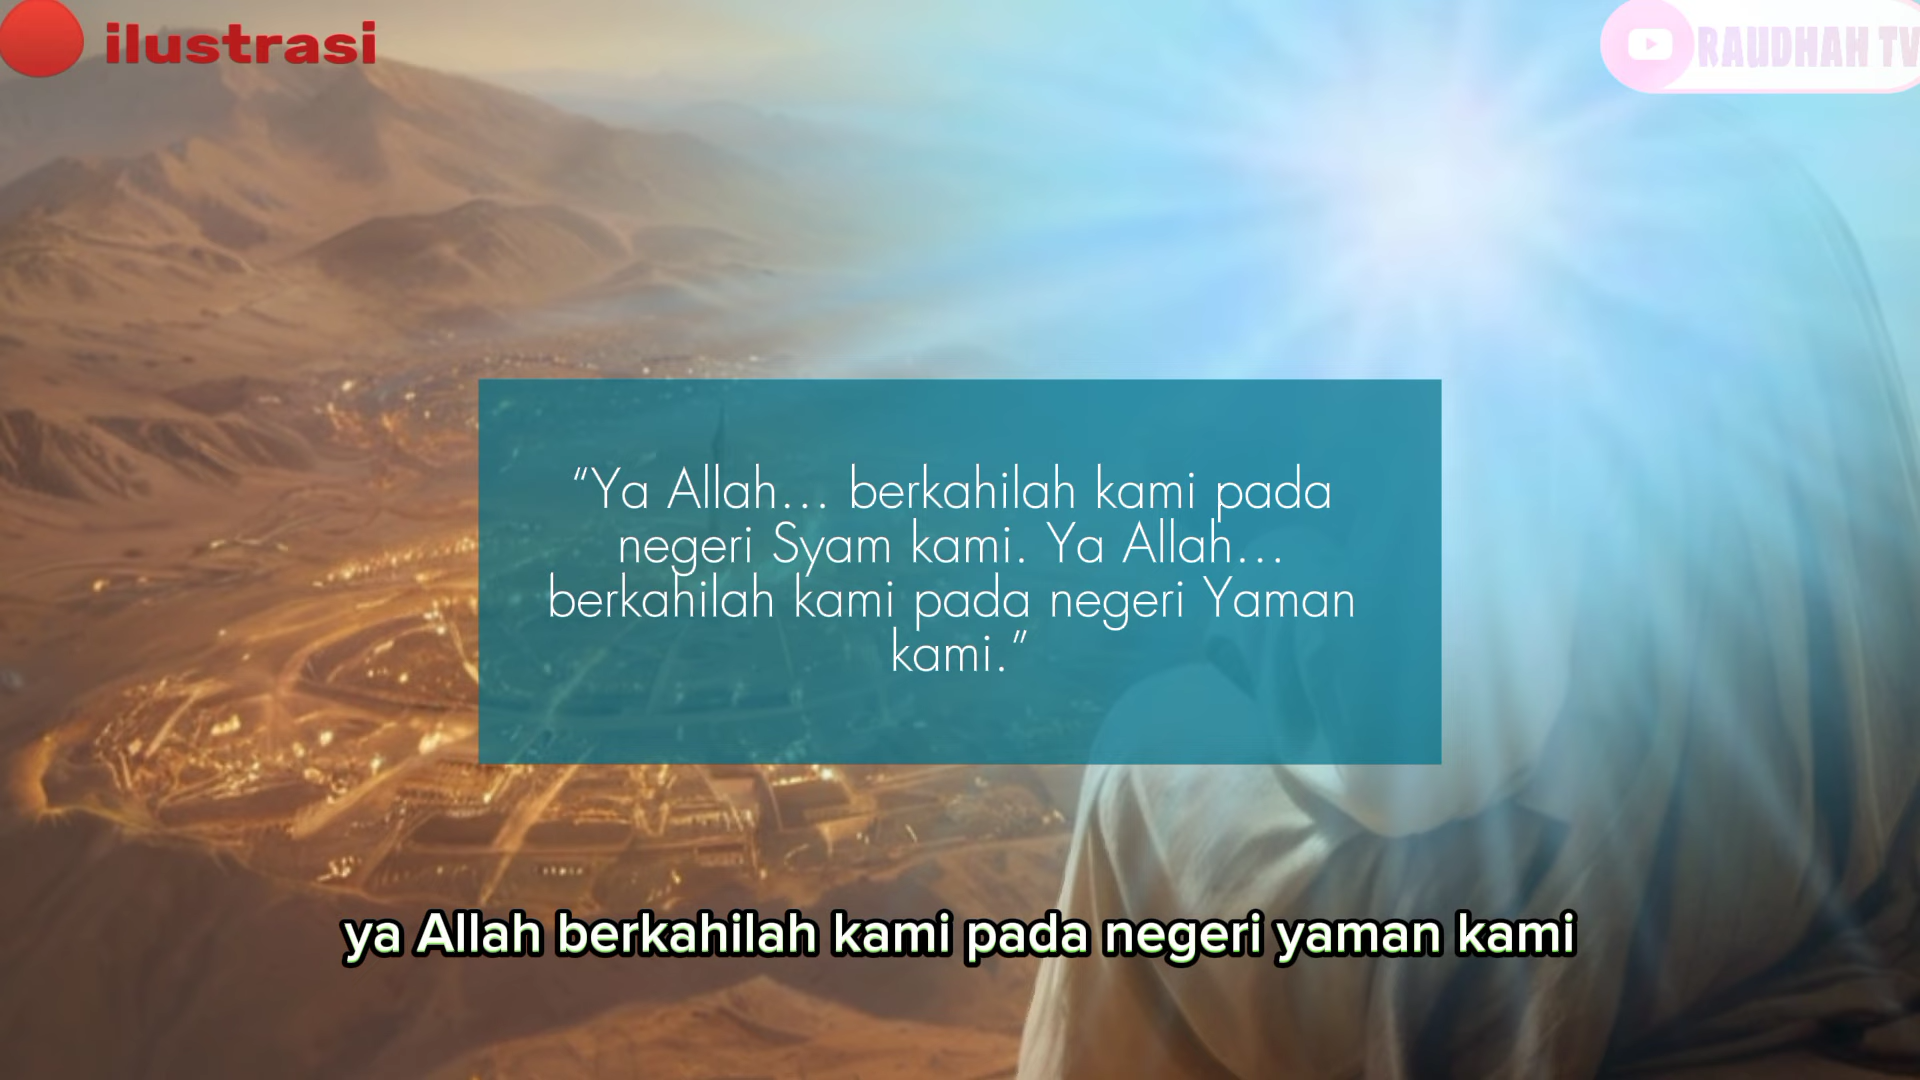 ilustrasi
RAUDHAH TV
“Ya Allah... berkahilah kami pada
negeri Syam kami. Ya Allah...
berkahilah kami pada negeri Yaman
kami.”
ya Allah berkahilah kami pada negeri yaman kami